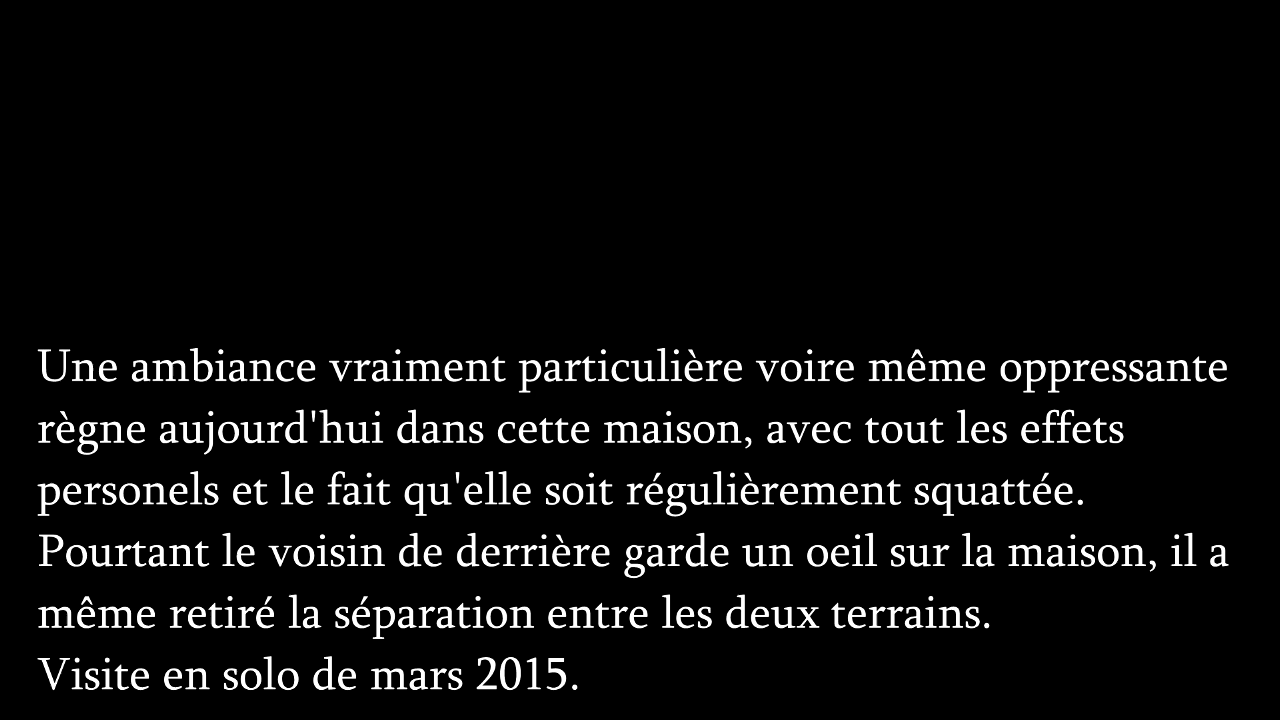 Une ambiance vraiment particulière voire même oppressante
règne aujourd'hui dans cette maison, avec tout les effets
personels et le fait qu'elle soit régulièrement squattée.
Pourtant le voisin de derrière garde un oeil sur la maison, il a
même retiré la séparation entre les deux terrains.
Visite en solo de mars 2015.